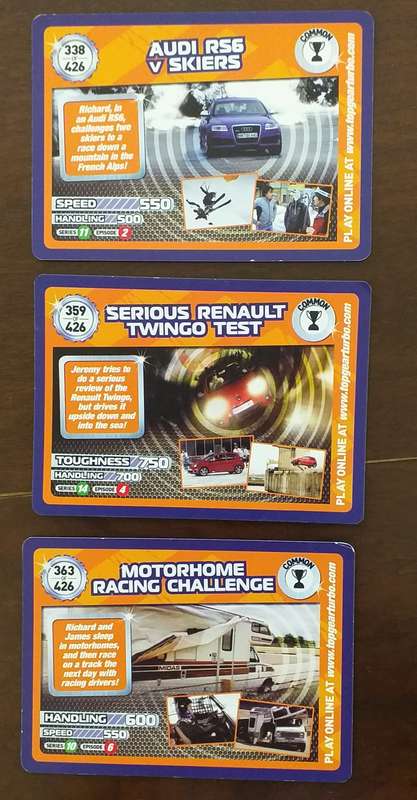 338
OF
426
AUDI RS6
V SKIERS
COMMON
Richard, in
an Audi RS6,
challenges two
skiers to a
race down a
mountain in the
French Alps!
SPEED 550
HANDLING 500
SERIES 11 EPISODE 2
PLAY ONLINE AT www.topgearturbo.com
359
OF
426
SERIOUS RENAULT
TWINGO TEST
COMMON
Jeremy tries to
do a serious
review of the
Renault Twingo,
but drives it
upside down and
into the sea!
TOUGHNESS 750
HANDLING 700
SERIES 14 EPISODE 4
PLAY ONLINE AT www.topgearturbo.com
363
OF
426
MOTORHOME
RACING CHALLENGE
COMMON
Richard and
James sleep
in motorhomes,
and then race
on a track the
next day with
racing drivers!
MIDAS
HANDLING 600
SPEED 550
SERIES 10 EPISODE 6
PLAY ONLINE AT www.topgearturbo.com